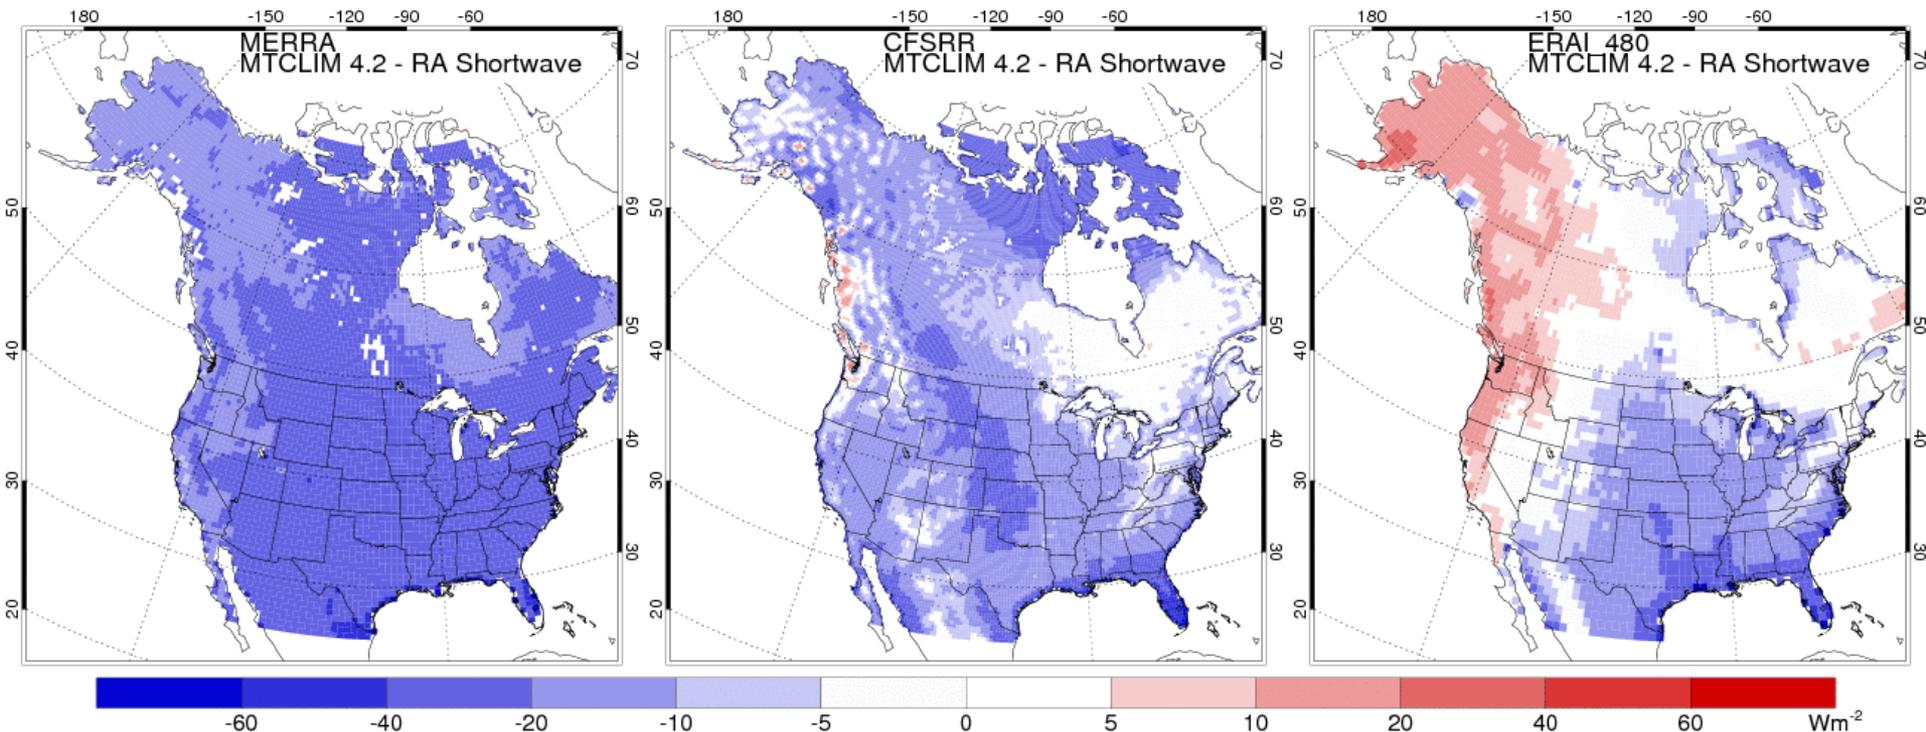 180 -150 -120 -90 -60 180 -150 -120 -90 -60 180 -150 -120 -90 -60
MERRA
MTCLIM 4.2 - RA Shortwave
CFSRR
MTCLIM 4.2 - RA Shortwave
ERAI_480
MTCLIM 4.2 - RA Shortwave
70 70 70
50 60 50 60 50 60
40 50 40 50 40 50
30 40 30 40 30 40
20 30 20 30 20 30
-60 -40 -20 -10 -5 0 5 10 20 40 60 Wm-2